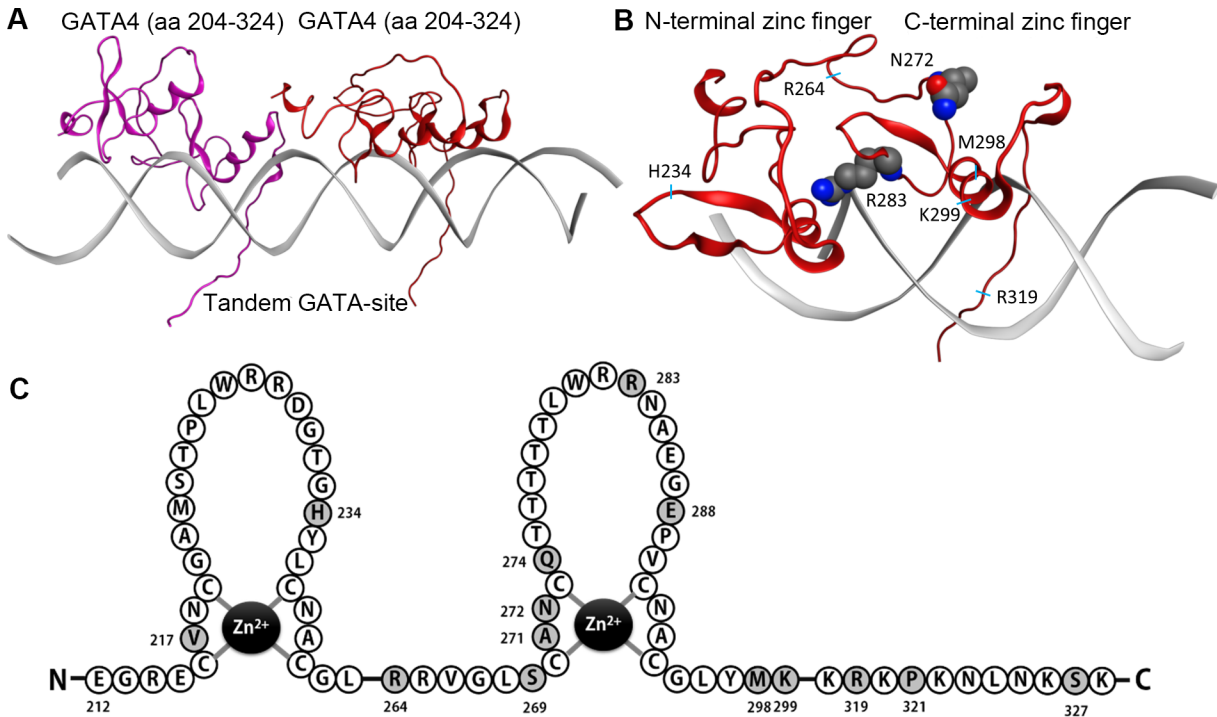 A
GATA4 (aa 204-324)
GATA4 (aa 204-324)
Tandem GATA-site
B
N-terminal zinc finger
C-terminal zinc finger
N272
R264
M298
H234
R283
K299
R319
C
N
E G R E C V N C G A M S T P L W R R D G T G H Y L C N A C G L
Zn2+
212
217
234
R R V G L S C A N C Q T T T T T L W R R N A E G E P V C N A C G L Y M K
Zn2+
264
269
271
272
274
283
288
298
299
K R K P K N L N K S K
C
319
321
327